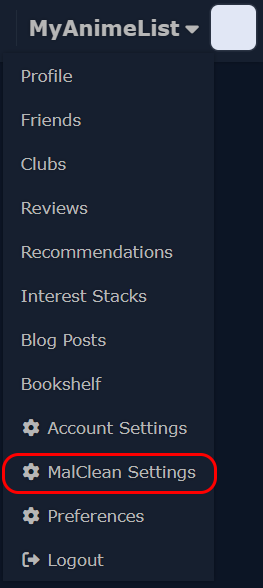 MyAnimeList
Profile
Friends
Clubs
Reviews
Recommendations
Interest Stacks
Blog Posts
Bookshelf
Account Settings
MalClean Settings
Preferences
Logout